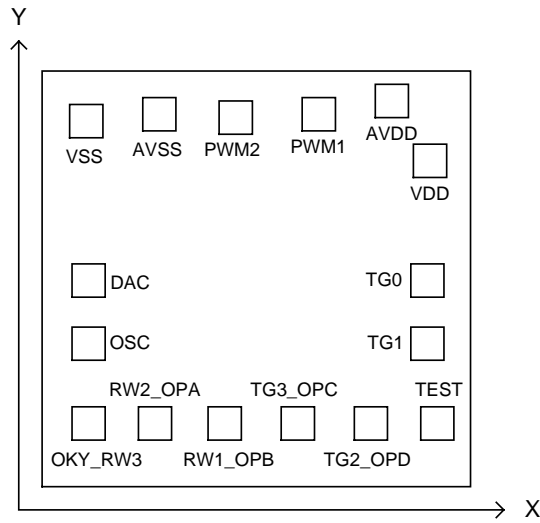 Y
AVDD
VSS AVSS PWM2 PWM1
VDD
DAC TG0
OSC TG1
RW2_OPA TG3_OPC TEST
OKY_RW3 RW1_OPB TG2_OPD
X